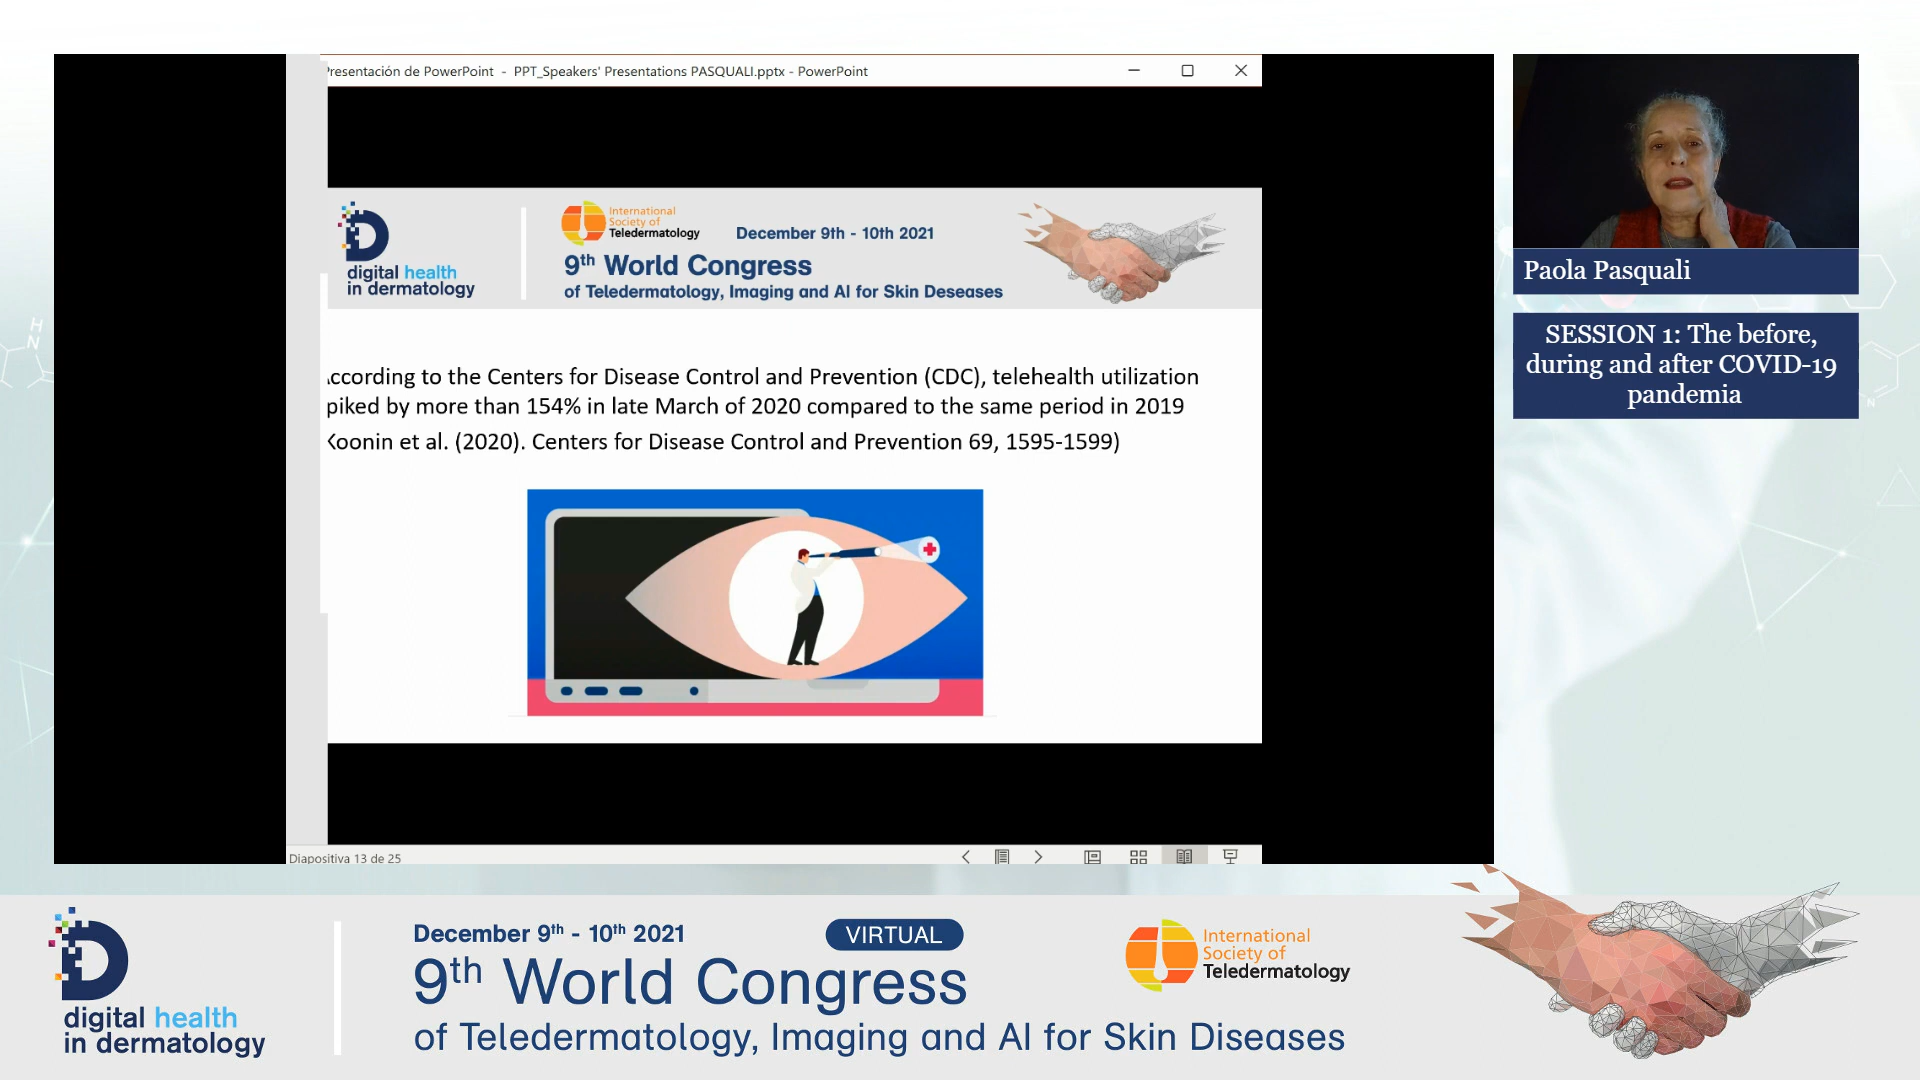 Presentación de PowerPoint - PPT_Speakers' Presentations PASQUALI.pptx - PowerPoint
digital health
in dermatology
International
Society of
Teledermatology
December 9th - 10th 2021
9th World Congress
of Teledermatology, Imaging and AI for Skin Deseases
ccording to the Centers for Disease Control and Prevention (CDC), telehealth utilization
piked by more than 154% in late March of 2020 compared to the same period in 2019
Koonin et al. (2020). Centers for Disease Control and Prevention 69, 1595-1599)
Diapositiva 13 de 25
Paola Pasquali
SESSION 1: The before,
during and after COVID-19
pandemia
H
N
N
digital health
in dermatology
December 9th - 10th 2021
VIRTUAL
9th World Congress
of Teledermatology, Imaging and AI for Skin Diseases
International
Society of
Teledermatology